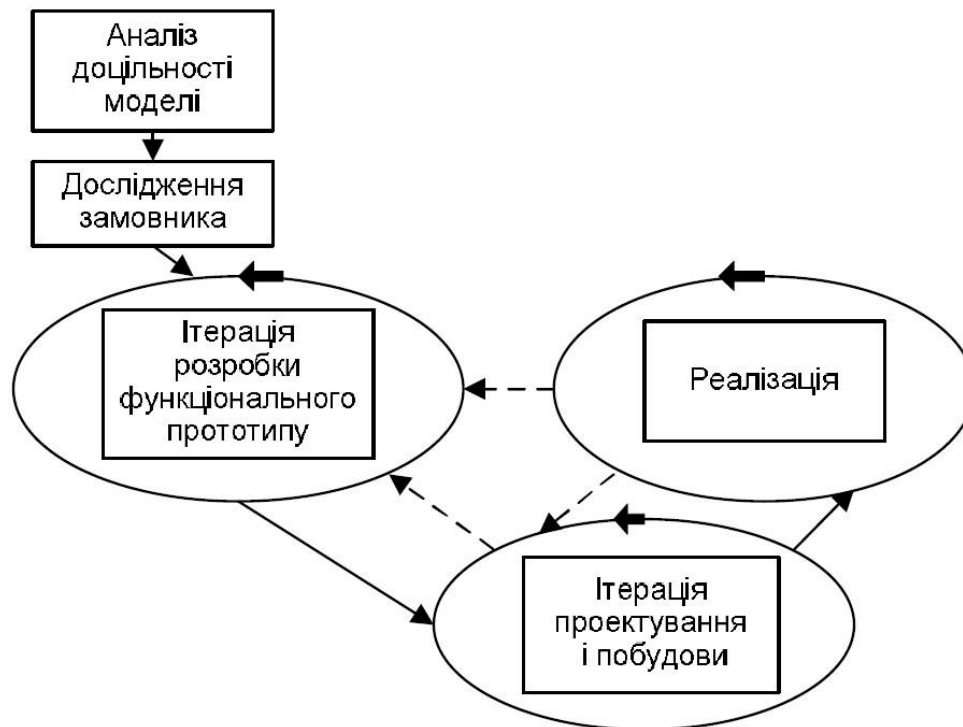 Аналіз
доцільності
моделі
Дослідження
замовника
Ітерація
розробки
функціонального
прототипу
Реалізація
Ітерація
проектування
і побудови